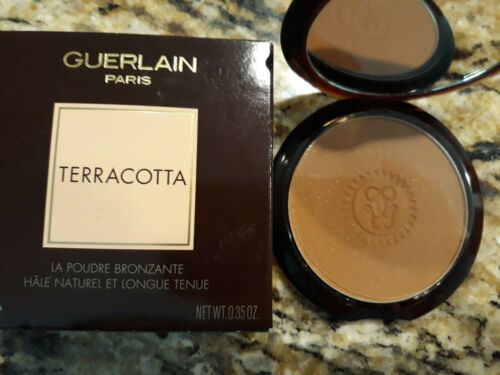 GUERLAIN
PARIS
TERRACOTTA
LA POUDRE BRONZANTE
HÂLE NATUREL ET LONGUE TENUE
NET WT. 0.35 OZ.